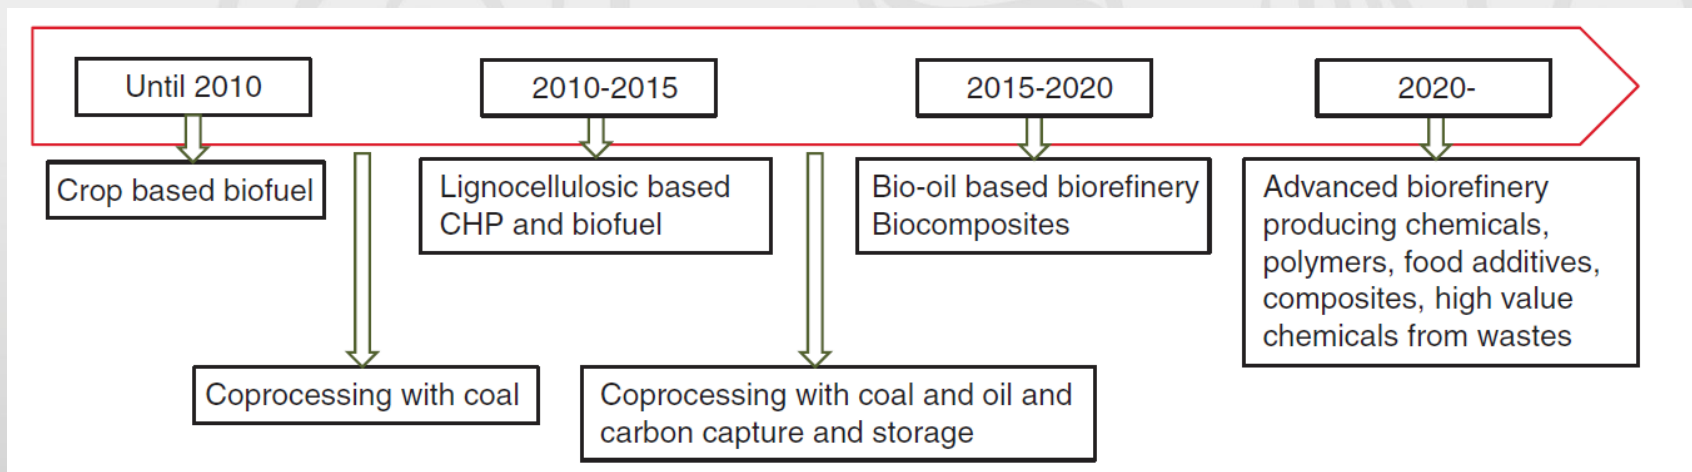 Until 2010
2010-2015
2015-2020
2020-
Crop based biofuel
Lignocellulosic based
CHP and biofuel
Bio-oil based biorefinery
Biocomposites
Advanced biorefinery
producing chemicals,
polymers, food additives,
composites, high value
chemicals from wastes
Coprocessing with coal
Coprocessing with coal and oil and
carbon capture and storage